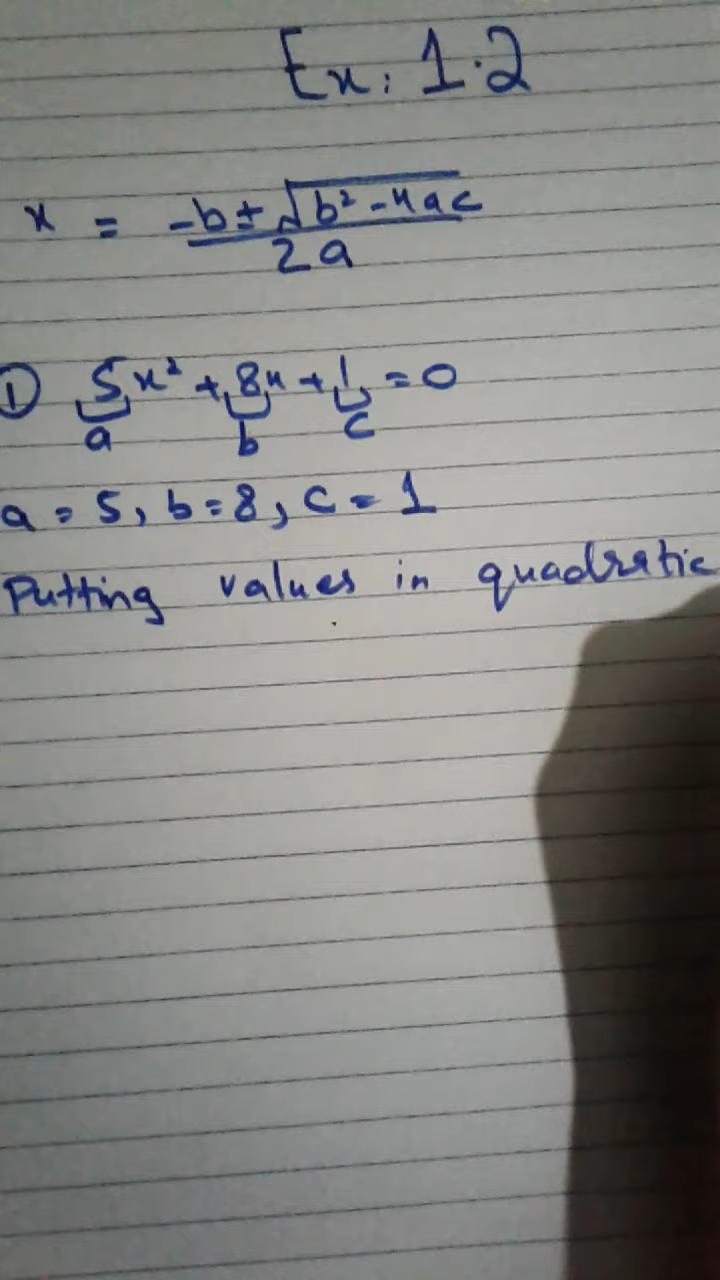 Ex. 1.2
x = -b ± √b² - 4ac / 2a
① 5x² + 8x + 1 = 0
a b c
a = 5, b = 8, c = 1
Putting values in quadratic